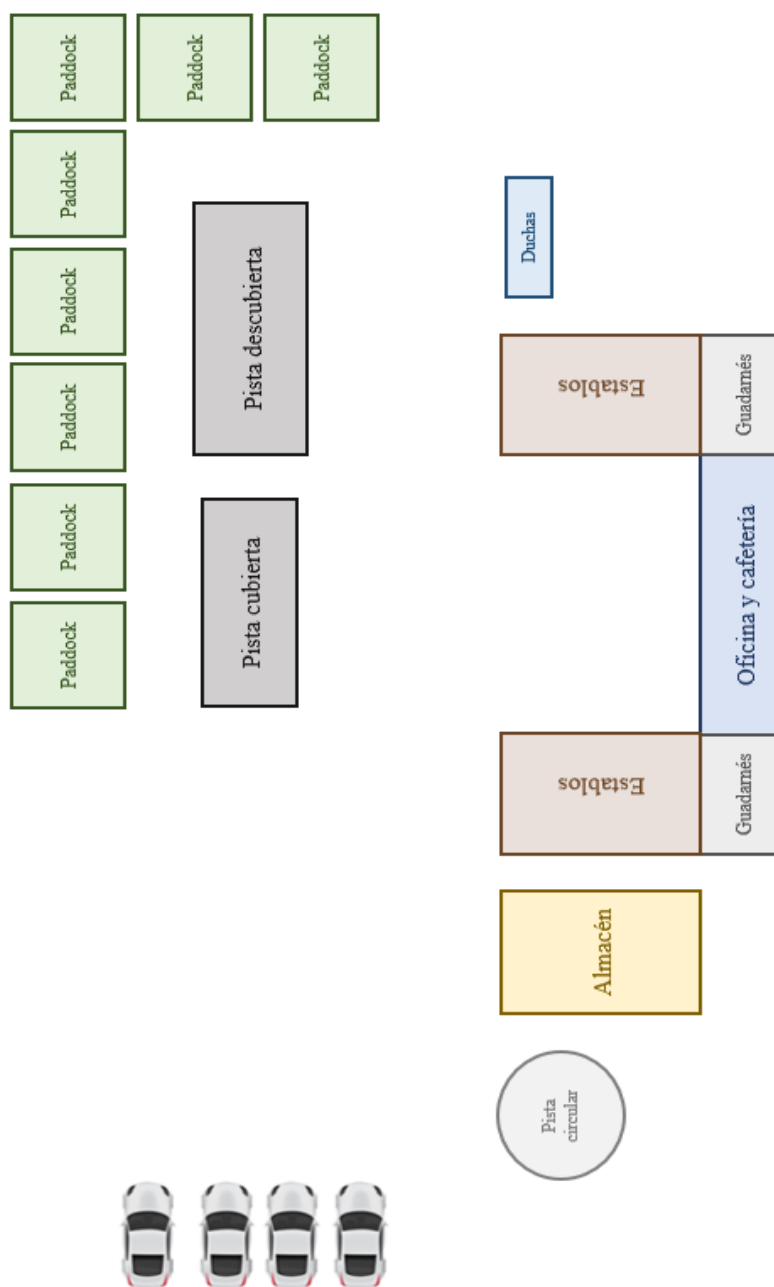 Paddock
Paddock
Paddock
Paddock
Paddock
Paddock
Paddock
Paddock
Pista descubierta
Pista cubierta
Duchas
Establos
Guadarnés
Oficina y cafetería
Establos
Guadarnés
Almacén
Pista
circular